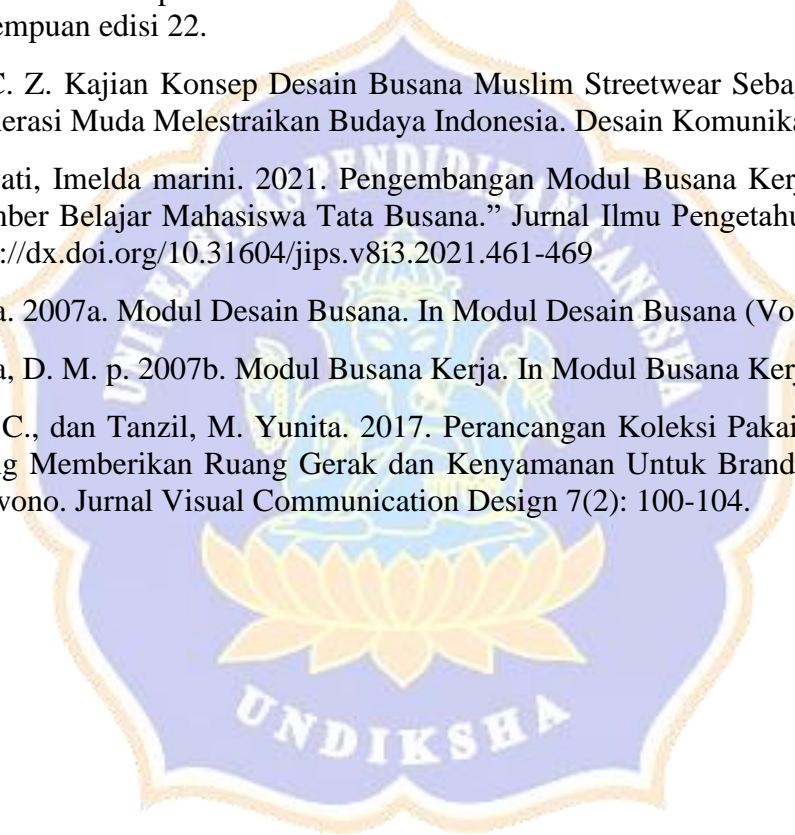 empuan edisi 22.
C. Z. Kajian Konsep Desain Busana Muslim Streetwear Seba
erasi Muda Melestraikan Budaya Indonesia. Desain Komunika
ati, Imelda marini. 2021. Pengembangan Modul Busana Ker
ber Belajar Mahasiswa Tata Busana.” Jurnal Ilmu Pengetahu
://dx.doi.org/10.31604/jips.v8i3.2021.461-469
a. 2007a. Modul Desain Busana. In Modul Desain Busana (Vo
a, D. M. p. 2007b. Modul Busana Kerja. In Modul Busana Ker
C., dan Tanzil, M. Yunita. 2017. Perancangan Koleksi Pakai
g Memberikan Ruang Gerak dan Kenyamanan Untuk Brand
vono. Jurnal Visual Communication Design 7(2): 100-104.
UNIVERSITAS PENDIDIKAN GANESHA
UNDIKSHA